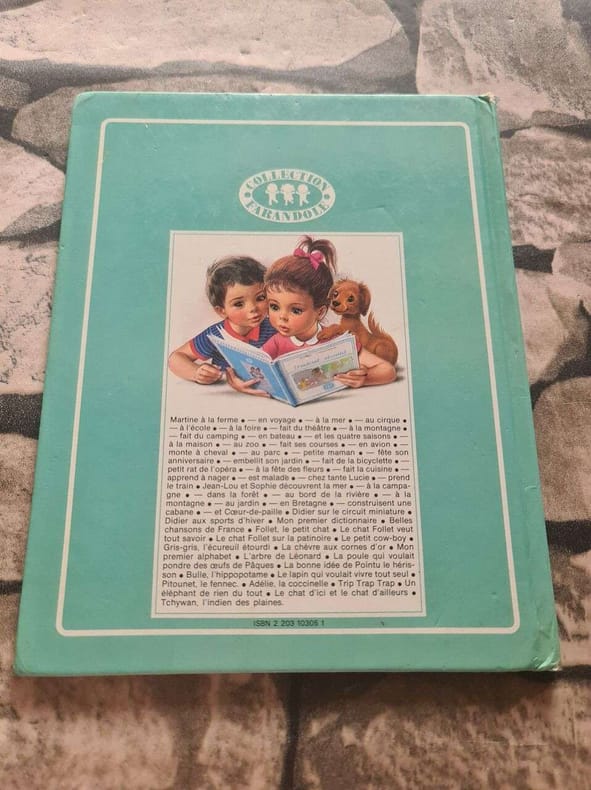 COLLECTION
FARANDOLE
Martine à la ferme • — en voyage • — à la mer • — au cirque •
— à l'école • — à la foire • — fait du théâtre • — à la montagne •
— fait du camping • — en bateau • — et les quatre saisons • —
à la maison • — au zoo • — fait ses courses • — en avion • —
monte à cheval • — au parc • — petite maman • — fête son
anniversaire • — embellit son jardin • — fait de la bicyclette • —
petit rat de l'opéra • — à la fête des fleurs • — fait la cuisine • —
apprend à nager • — est malade • — chez tante Lucie • — prend
le train • Jean-Lou et Sophie découvrent la mer • — à la campa-
gne • — dans la forêt • — au bord de la rivière • — à la
montagne • — au jardin • — en Bretagne • — construisent une
cabane • — et Cœur-de-paille • Didier sur le circuit miniature •
Didier aux sports d'hiver • Mon premier dictionnaire • Belles
chansons de France • Follet, le petit chat • Le chat Follet veut
tout savoir • Le chat Follet sur la patinoire • Le petit cow-boy •
Gris-gris, l'écureuil étourdi • La chèvre aux cornes d'or • Mon
premier alphabet • L'arbre de Léonard • La poule qui voulait
pondre des œufs de Pâques • La bonne idée de Pointu le héris-
son • Bulle, l'hippopotame • Le lapin qui voulait vivre tout seul •
Pitounet, le fennec. • Adélie, la coccinelle • Trip Trap Trap • Un
éléphant de rien du tout • Le chat d'ici et le chat d'ailleurs •
Tchywan, l'indien des plaines.
ISBN 2 203 10306 1